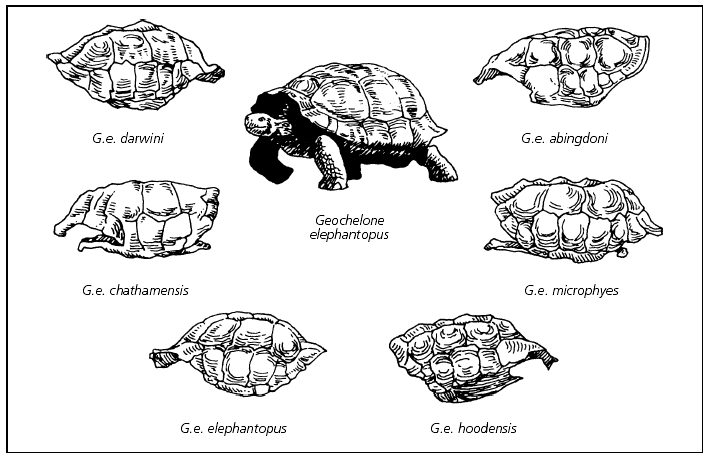 G.e. darwini
G.e. abingdoni
Geochelone
elephantopus
G.e. chathamensis
G.e. microphyes
G.e. elephantopus
G.e. hoodensis